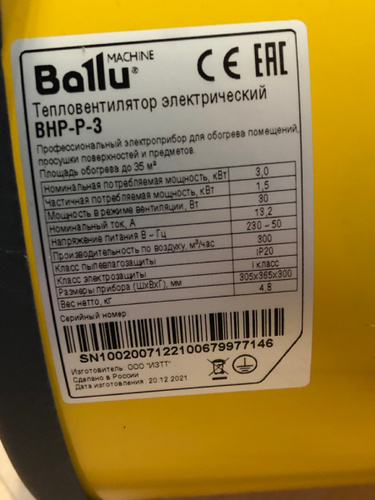 MACHINE
Ballu®
CE EAC
Тепловентилятор электрический
BHP-P-3
Профессиональный электроприбор для обогрева помещений,
просушки поверхностей и предметов.
Площадь обогрева до 35 м²
Номинальная потребляемая мощность, кВт 3,0
Частичная потребляемая мощность, кВт 1,5
Мощность в режиме вентиляции, Вт 30
Номинальный ток, А 13,2
Напряжение питания В – Гц 230 – 50
Производительность по воздуху, м³/час 300
Класс пылевлагозащиты IP20
Класс электрозащиты I класс
Размеры прибора (ШхВхГ), мм 305х365х300
Вес нетто, кг 4,8
Серийный номер:
SN1002007122100679977146
Изготовитель: ООО "ИЗТТ"
Сделано в России
Дата изготовления: 20.12.2021